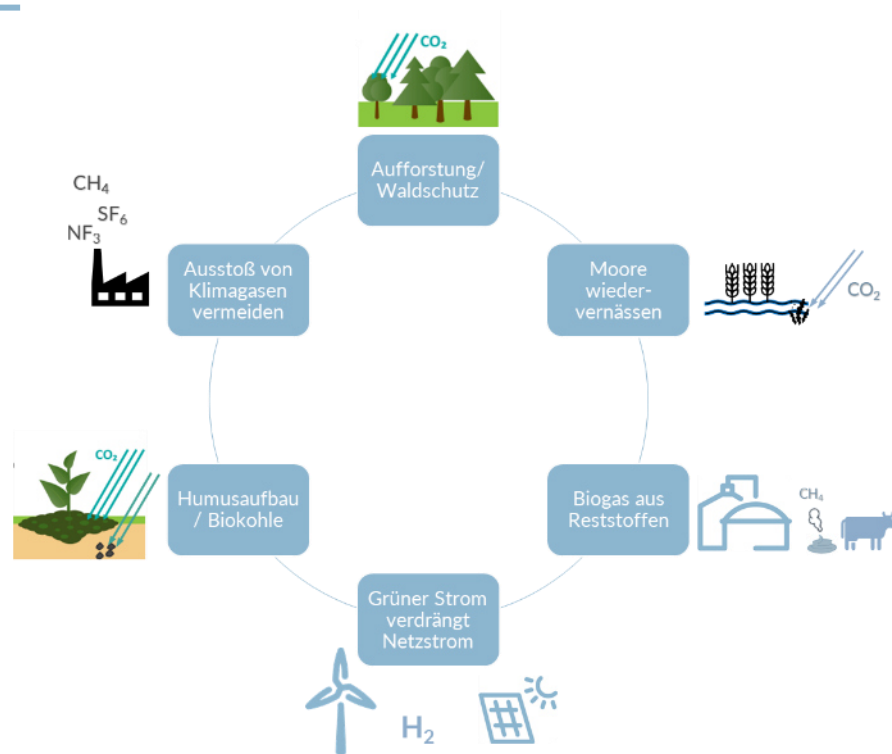 CO₂
Aufforstung/
Waldschutz
CH₄
SF₆
NF₃
Ausstoß von
Klimagasen
vermeiden
Moore
wieder-
vernässen
CO₂
CO₂
Humusaufbau
/ Biokohle
Biogas aus
Reststoffen
CH₄
Grüner Strom
verdrängt
Netzstrom
H₂